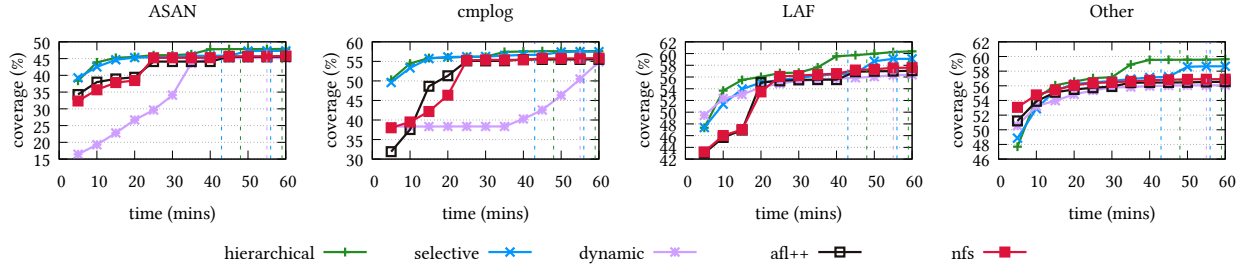 ASAN
coverage (%)
50
45
40
35
30
25
20
15
0 10 20 30 40 50 60
time (mins)
cmplog
coverage (%)
60
55
50
45
40
35
30
0 10 20 30 40 50 60
time (mins)
LAF
coverage (%)
62
60
58
56
54
52
50
48
46
44
42
0 10 20 30 40 50 60
time (mins)
Other
coverage (%)
62
60
58
56
54
52
50
48
46
0 10 20 30 40 50 60
time (mins)
hierarchical selective dynamic afl++ nfs